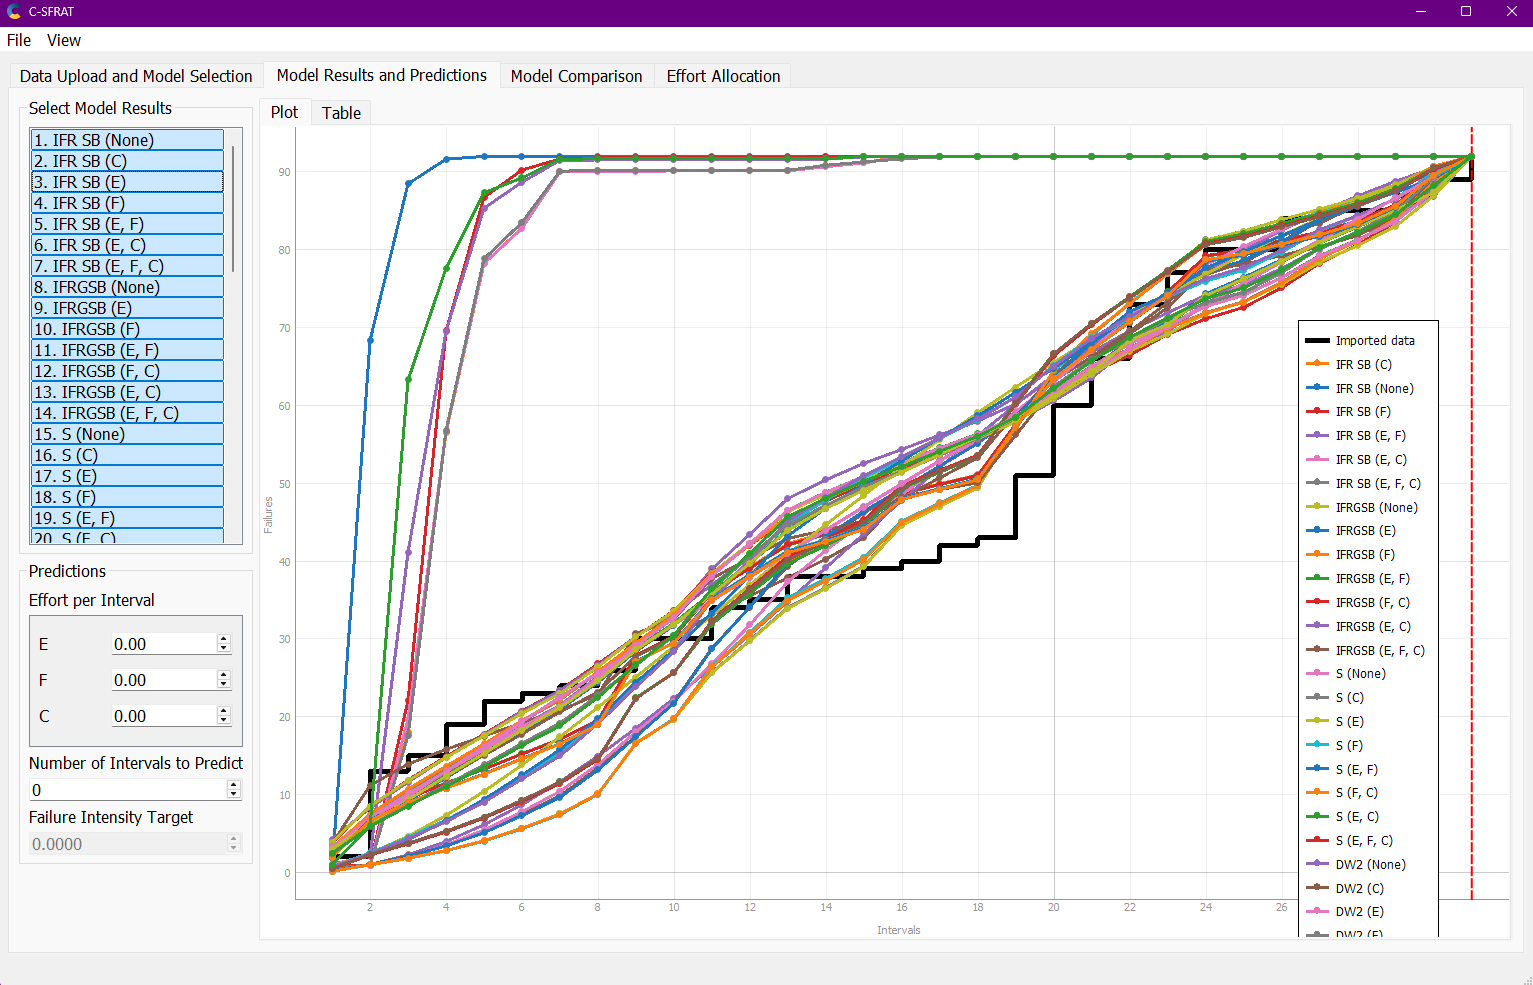 C-SFRAT
File View
Data Upload and Model Selection Model Results and Predictions Model Comparison Effort Allocation
Select Model Results
1. IFR SB (None)
2. IFR SB (C)
3. IFR SB (E)
4. IFR SB (F)
5. IFR SB (E, F)
6. IFR SB (E, C)
7. IFR SB (E, F, C)
8. IFRGSB (None)
9. IFRGSB (E)
10. IFRGSB (F)
11. IFRGSB (E, F)
12. IFRGSB (F, C)
13. IFRGSB (E, C)
14. IFRGSB (E, F, C)
15. S (None)
16. S (C)
17. S (E)
18. S (F)
19. S (E, F)
20. S (F, C)
Predictions
Effort per Interval
E 0.00
F 0.00
C 0.00
Number of Intervals to Predict
0
Failure Intensity Target
0.0000
Plot Table
90
80
70
60
50
40
30
20
10
0
Failures
2 4 6 8 10 12 14 16 18 20 22 24 26
Intervals
Imported data
IFR SB (C)
IFR SB (None)
IFR SB (F)
IFR SB (E, F)
IFR SB (E, C)
IFR SB (E, F, C)
IFRGSB (None)
IFRGSB (E)
IFRGSB (F)
IFRGSB (E, F)
IFRGSB (F, C)
IFRGSB (E, C)
IFRGSB (E, F, C)
S (None)
S (C)
S (E)
S (F)
S (E, F)
S (F, C)
S (E, C)
S (E, F, C)
DW2 (None)
DW2 (C)
DW2 (E)
DW2 (F)